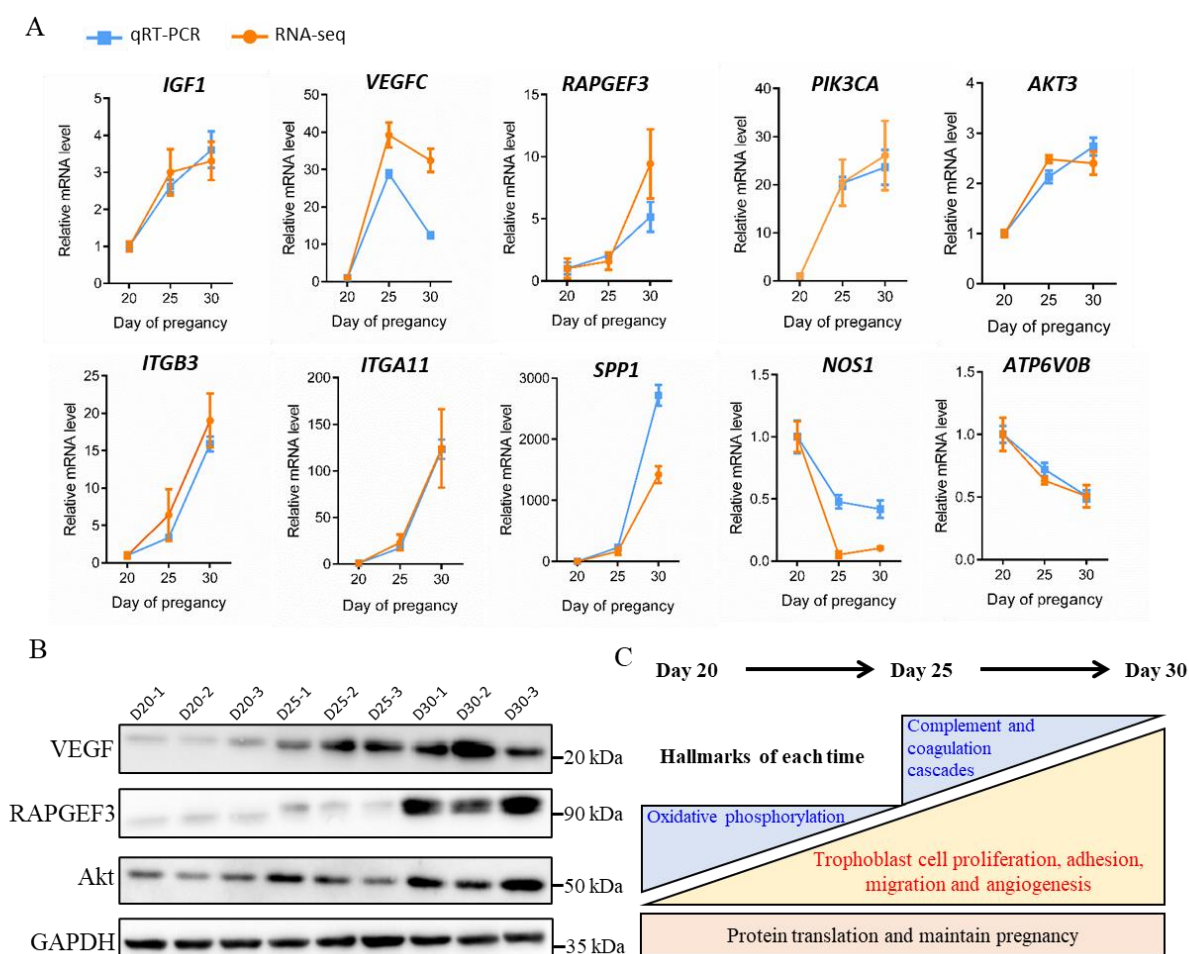 A
qRT-PCR RNA-seq
IGF1
Relative mRNA level
5
4
3
2
1
0
20 25 30
Day of pregancy
VEGFC
Relative mRNA level
50
40
30
20
10
0
20 25 30
Day of pregancy
RAPGEF3
Relative mRNA level
15
10
5
0
20 25 30
Day of pregancy
PIK3CA
Relative mRNA level
40
30
20
10
0
20 25 30
Day of pregancy
AKT3
Relative mRNA level
4
3
2
1
0
20 25 30
Day of pregancy
ITGB3
Relative mRNA level
25
20
15
10
5
0
20 25 30
Day of pregancy
ITGA11
Relative mRNA level
200
150
100
50
0
20 25 30
Day of pregancy
SPP1
Relative mRNA level
3000
2000
1000
0
20 25 30
Day of pregancy
NOS1
Relative mRNA level
1.5
1.0
0.5
0.0
20 25 30
Day of pregancy
ATP6V0B
Relative mRNA level
1.5
1.0
0.5
0.0
20 25 30
Day of pregancy
B
D20-1 D20-2 D20-3 D25-1 D25-2 D25-3 D30-1 D30-2 D30-3
VEGF 20 kDa
RAPGEF3 90 kDa
Akt 50 kDa
GAPDH 35 kDa
C
Day 20 Day 25 Day 30
Hallmarks of each time
Complement and
coagulation
cascades
Oxidative phosphorylation
Trophoblast cell proliferation, adhesion,
migration and angiogenesis
Protein translation and maintain pregnancy